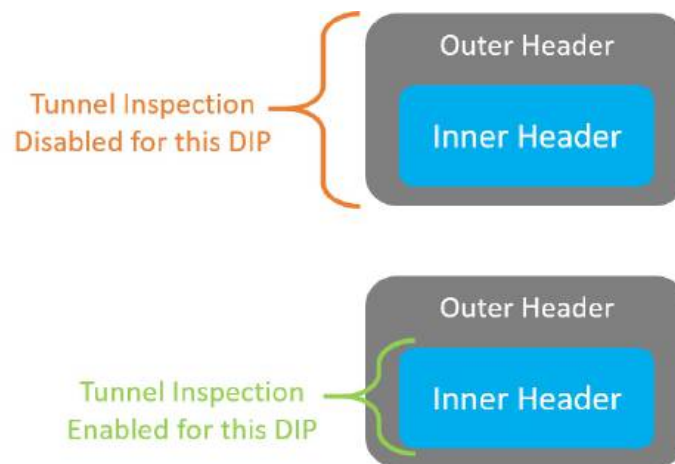 Outer Header
Tunnel Inspection
Disabled for this DIP
Inner Header
Outer Header
Tunnel Inspection
Enabled for this DIP
Inner Header